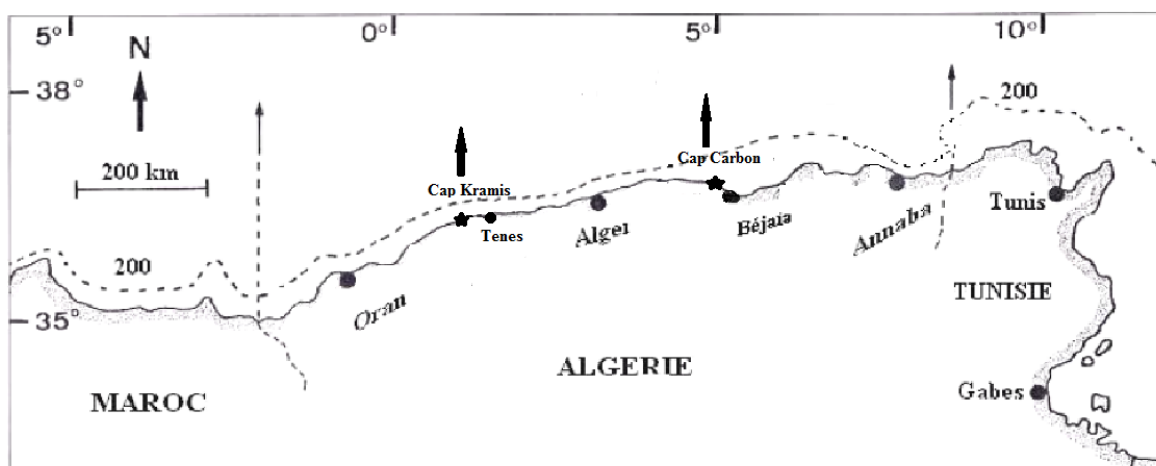 5°
0°
5°
10°
N
38°
200
200 km
Cap Carbon
Cap Kramis
Tenes
Alger
Béjaia
Annaba
Tunis
200
Oran
35°
TUNISIE
ALGERIE
MAROC
Gabes